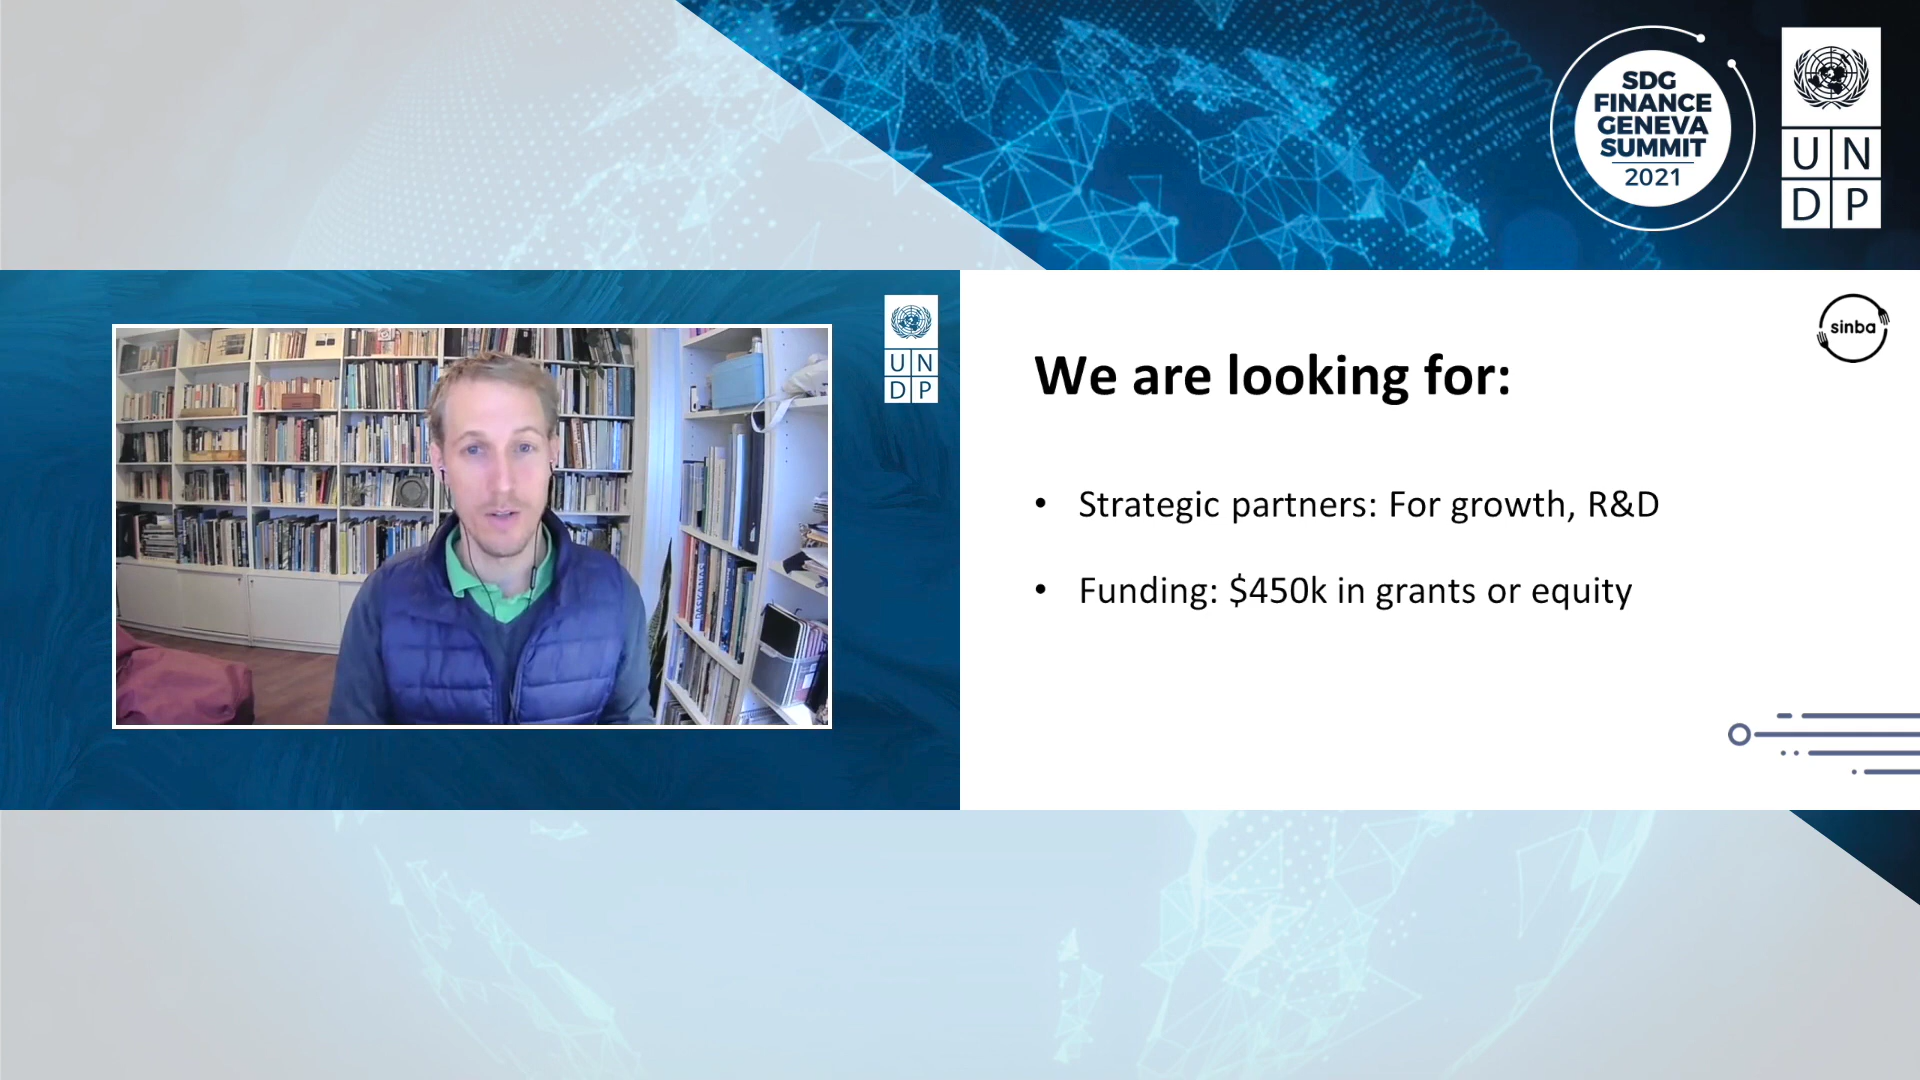 SDG
FINANCE
GENEVA
SUMMIT
2021
U N
D P
U N
D P
sinba
We are looking for:
• Strategic partners: For growth, R&D
• Funding: $450k in grants or equity